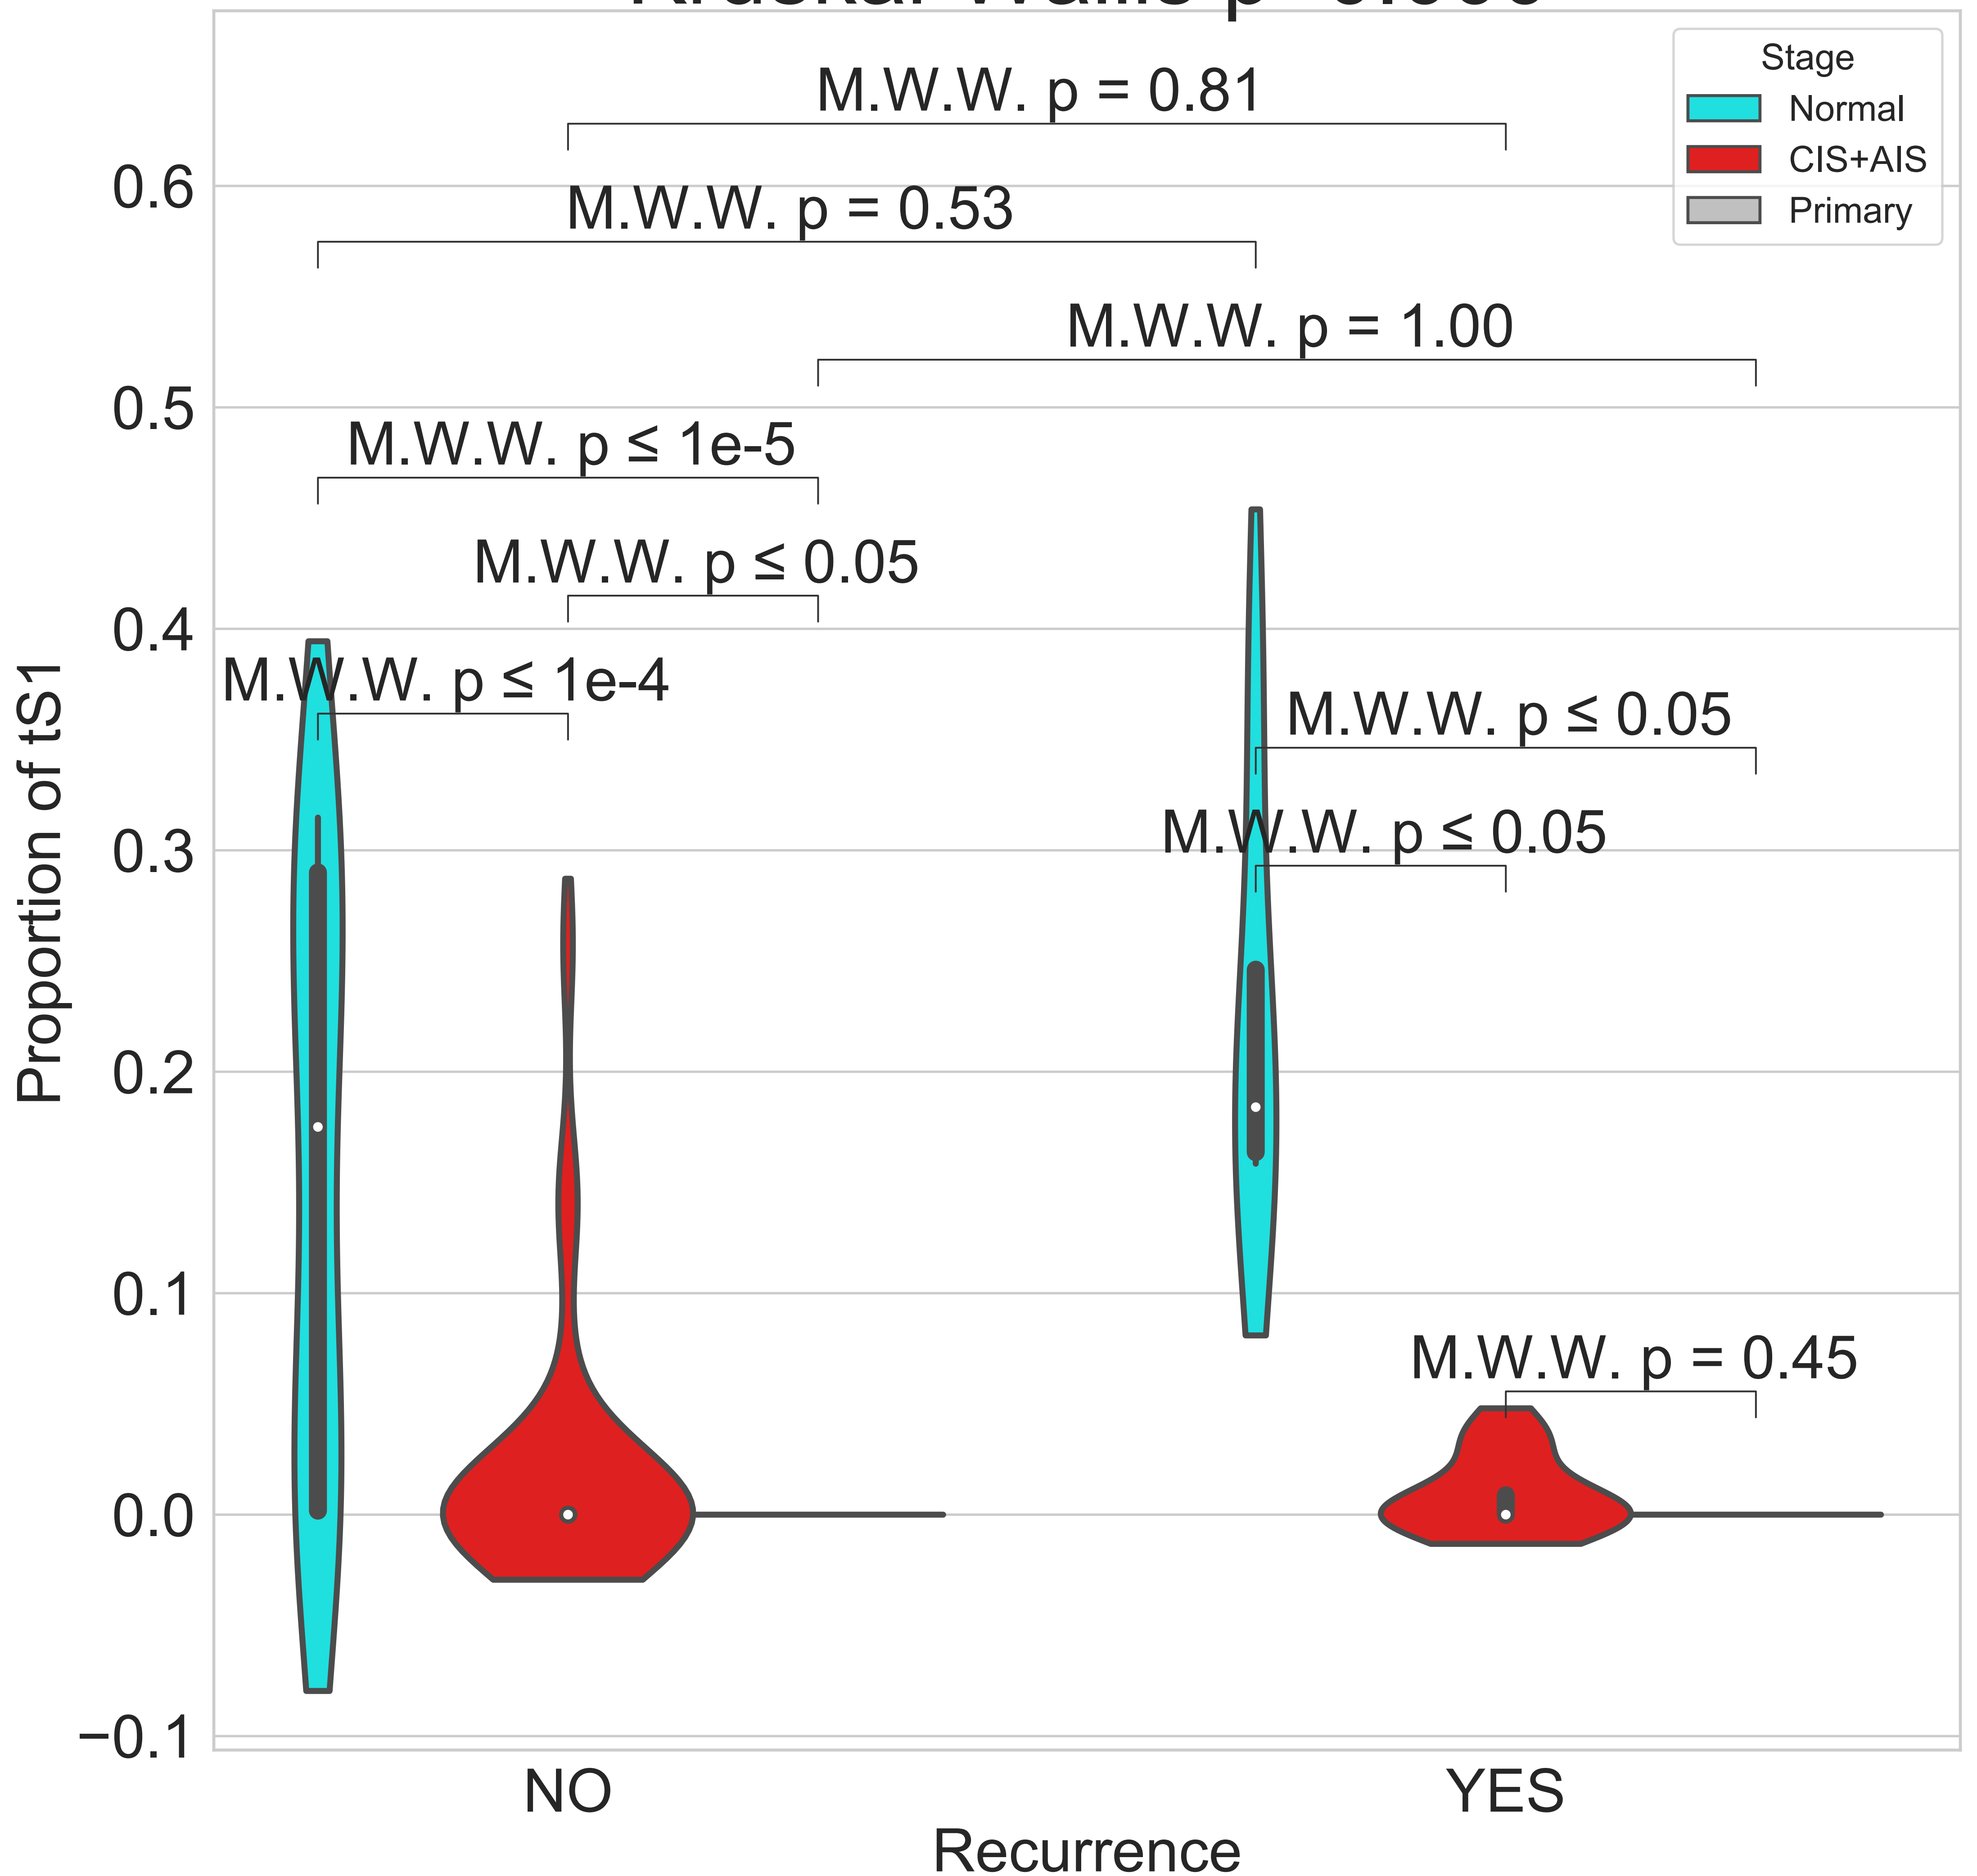 Stage
Normal
CIS+AIS
Primary
M.W.W. p = 0.81
M.W.W. p = 0.53
M.W.W. p = 1.00
M.W.W. p ≤ 1e-5
M.W.W. p ≤ 0.05
M.W.W. p ≤ 1e-4
M.W.W. p ≤ 0.05
M.W.W. p ≤ 0.05
M.W.W. p = 0.45
0.6
0.5
0.4
0.3
0.2
0.1
0.0
−0.1
Proportion of tS1
NO
YES
Recurrence